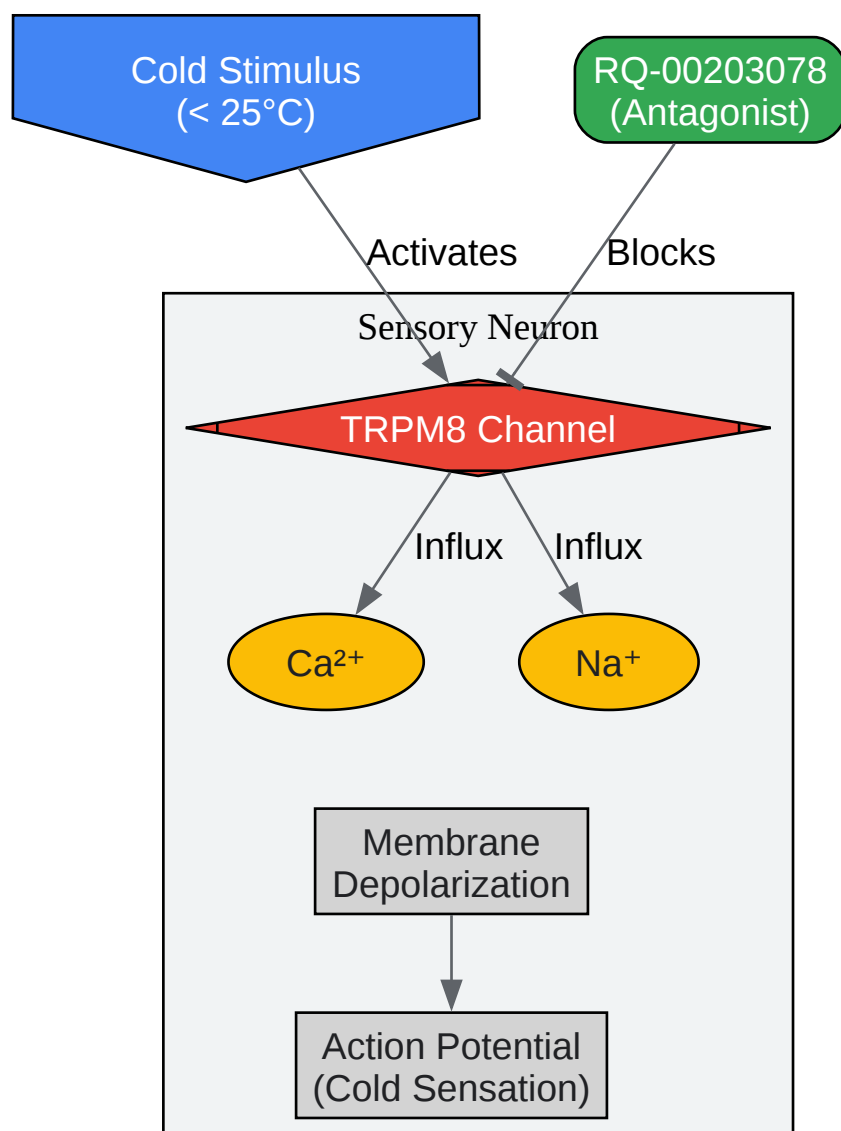 Cold Stimulus
(< 25°C)
RQ-00203078
(Antagonist)
Activates
Blocks
Sensory Neuron
TRPM8 Channel
Influx
Influx
Ca²⁺
Na⁺
Membrane
Depolarization
Action Potential
(Cold Sensation)